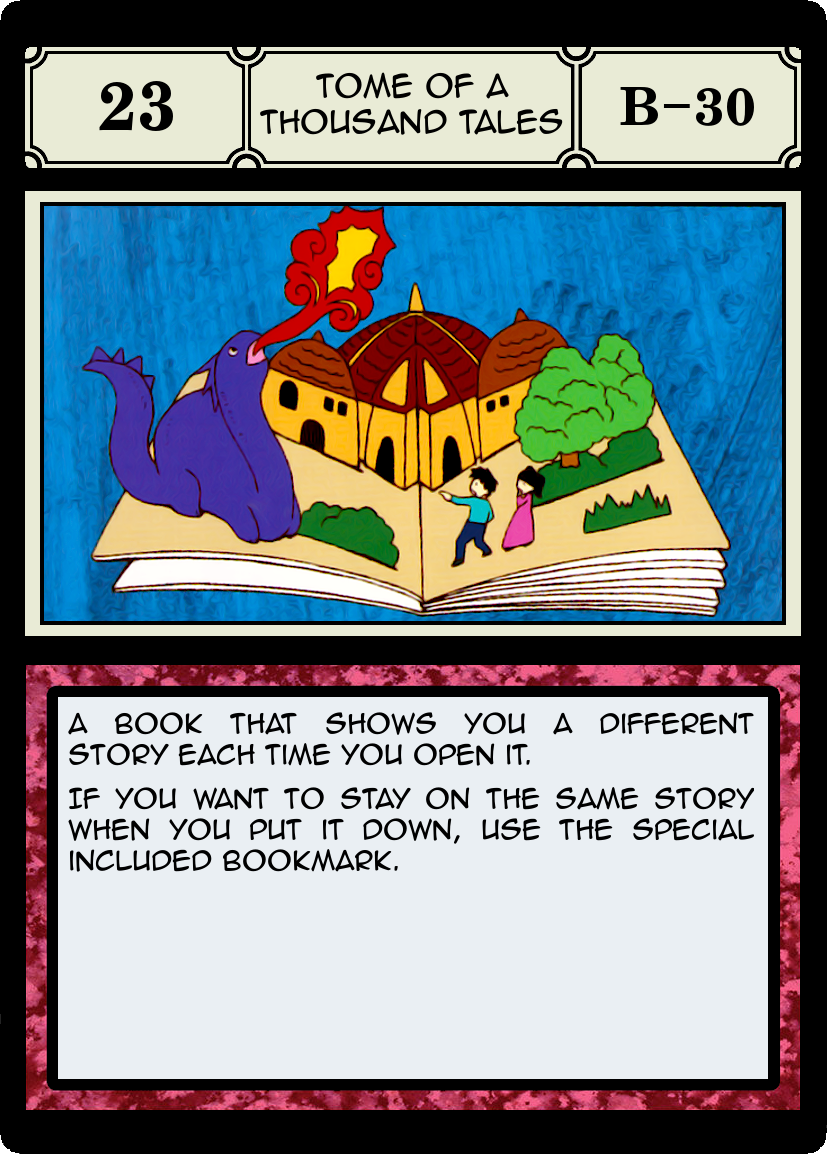 23
TOME OF A
THOUSAND TALES
B-30
A BOOK THAT SHOWS YOU A DIFFERENT
STORY EACH TIME YOU OPEN IT.
IF YOU WANT TO STAY ON THE SAME STORY
WHEN YOU PUT IT DOWN, USE THE SPECIAL
INCLUDED BOOKMARK.